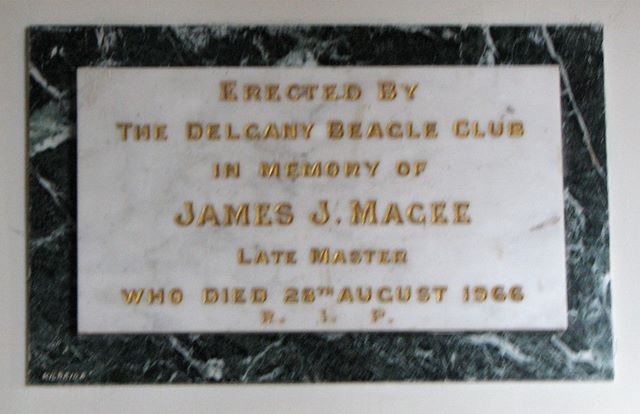 ERECTED BY
THE DELGANY BEAGLE CLUB
IN MEMORY OF
JAMES J. MAGEE
LATE MASTER
WHO DIED 28TH AUGUST 1966
R. I. P.